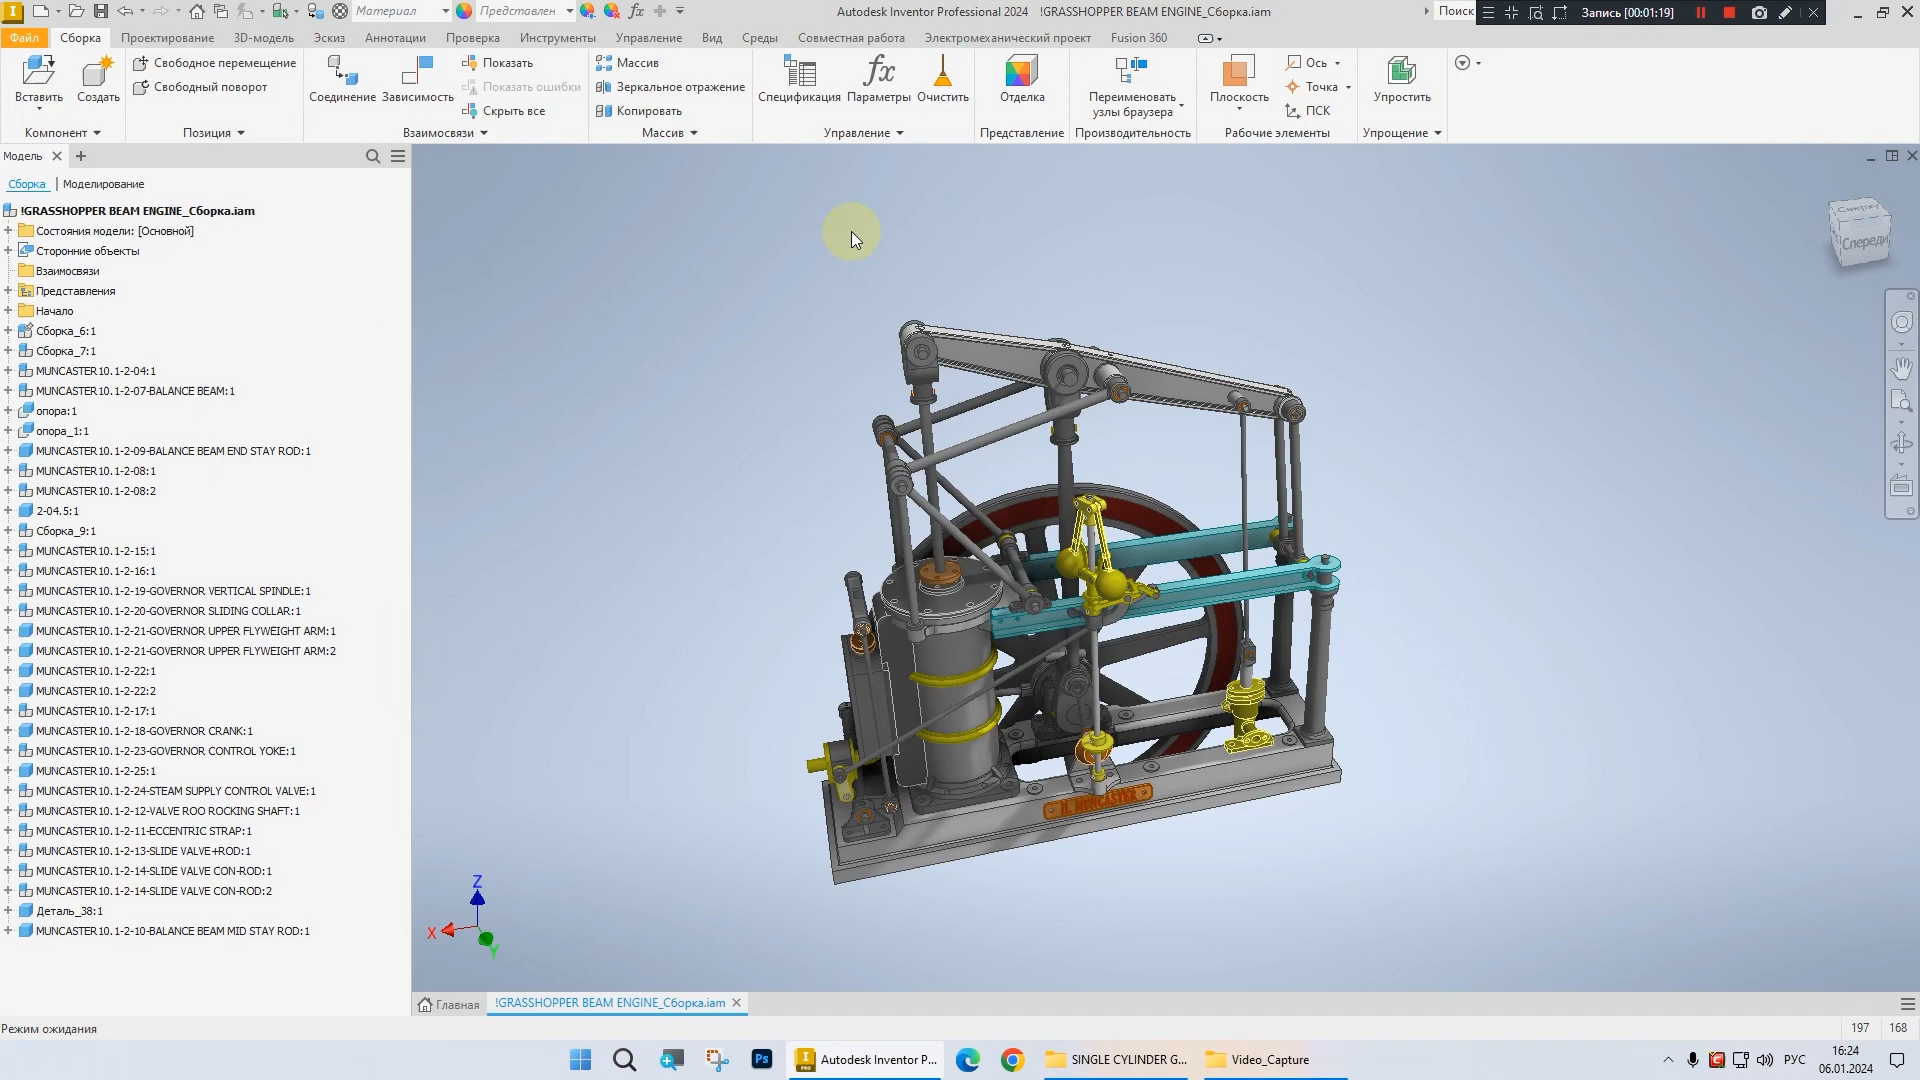 Материал
Представлен
Autodesk Inventor Professional 2024 !GRASSHOPPER BEAM ENGINE_Сборка.iam
Поиск
Запись [00:01:19]
Файл
Сборка
Проектирование
3D-модель
Эскиз
Аннотации
Проверка
Инструменты
Управление
Вид
Среды
Совместная работа
Электромеханический проект
Fusion 360
Вставить
Создать
Свободное перемещение
Свободный поворот
Соединение
Зависимость
Показать
Показать ошибки
Скрыть все
Массив
Зеркальное отражение
Копировать
Спецификация
Параметры
Очистить
Отделка
Переименовать
узлы браузера
Плоскость
Ось
Точка
ПСК
Упростить
Компонент
Позиция
Взаимосвязи
Массив
Управление
Представление
Производительность
Рабочие элементы
Упрощение
Модель
Сборка | Моделирование
!GRASSHOPPER BEAM ENGINE_Сборка.iam
Состояния модели: [Основной]
Сторонние объекты
Взаимосвязи
Представления
Начало
Сборка_6:1
Сборка_7:1
MUNCASTER10.1-2-04:1
MUNCASTER10.1-2-07-BALANCE BEAM:1
опора:1
опора_1:1
MUNCASTER10.1-2-09-BALANCE BEAM END STAY ROD:1
MUNCASTER10.1-2-08:1
MUNCASTER10.1-2-08:2
2-04.5:1
Сборка_9:1
MUNCASTER10.1-2-15:1
MUNCASTER10.1-2-16:1
MUNCASTER10.1-2-19-GOVERNOR VERTICAL SPINDLE:1
MUNCASTER10.1-2-20-GOVERNOR SLIDING COLLAR:1
MUNCASTER10.1-2-21-GOVERNOR UPPER FLYWEIGHT ARM:1
MUNCASTER10.1-2-21-GOVERNOR UPPER FLYWEIGHT ARM:2
MUNCASTER10.1-2-22:1
MUNCASTER10.1-2-22:2
MUNCASTER10.1-2-17:1
MUNCASTER10.1-2-18-GOVERNOR CRANK:1
MUNCASTER10.1-2-23-GOVERNOR CONTROL YOKE:1
MUNCASTER10.1-2-25:1
MUNCASTER10.1-2-24-STEAM SUPPLY CONTROL VALVE:1
MUNCASTER10.1-2-12-VALVE ROO ROCKING SHAFT:1
MUNCASTER10.1-2-11-ECCENTRIC STRAP:1
MUNCASTER10.1-2-13-SLIDE VALVE+ROD:1
MUNCASTER10.1-2-14-SLIDE VALVE CON-ROD:1
MUNCASTER10.1-2-14-SLIDE VALVE CON-ROD:2
Деталь_38:1
MUNCASTER10.1-2-10-BALANCE BEAM MID STAY ROD:1
Сверху
Спереди
H. MUNCASTER
Z
X
Y
Главная
!GRASSHOPPER BEAM ENGINE_Сборка.iam
Режим ожидания
197
168
Autodesk Inventor P...
SINGLE CYLINDER G...
Video_Capture
РУС
16:24
06.01.2024